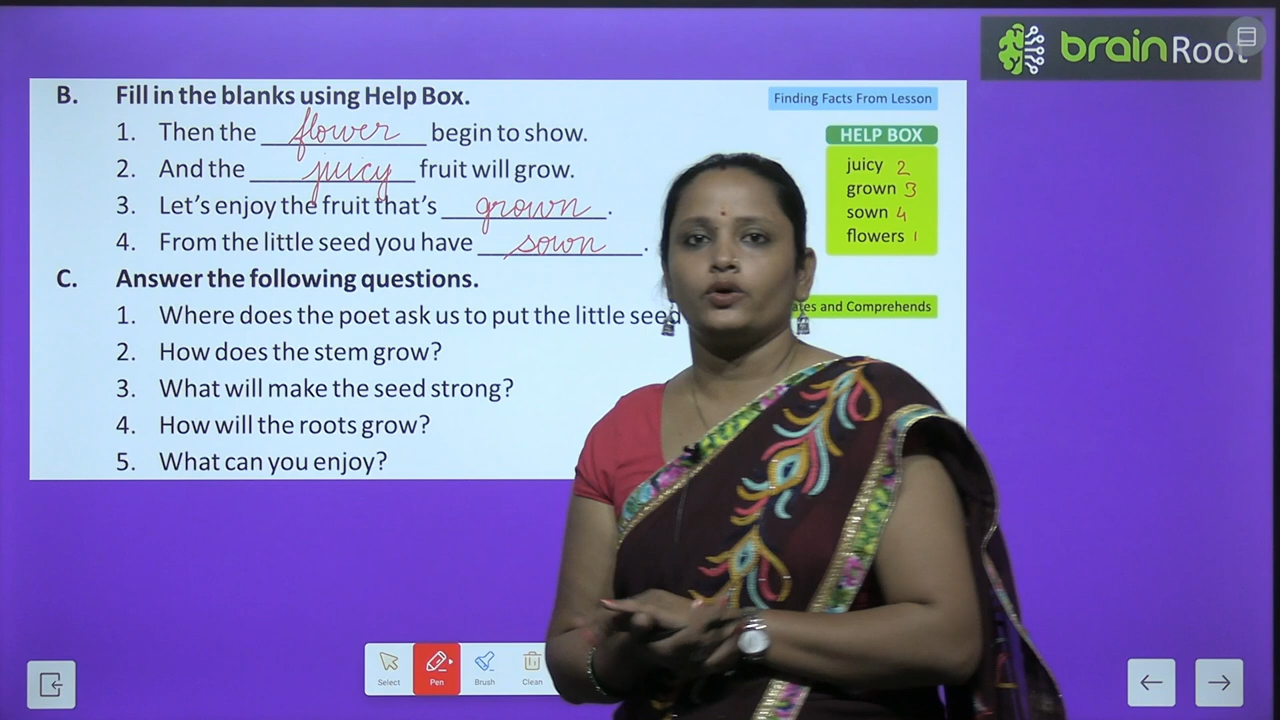 brainRoot
B. Fill in the blanks using Help Box.
Finding Facts From Lesson
1. Then the flower begin to show.
2. And the juicy fruit will grow.
3. Let's enjoy the fruit that's grown.
4. From the little seed you have sown.
HELP BOX
juicy 2
grown 3
sown 4
flowers 1
C. Answer the following questions.
1. Where does the poet ask us to put the little seed
and Comprehends
2. How does the stem grow?
3. What will make the seed strong?
4. How will the roots grow?
5. What can you enjoy?
Select Pen Brush Clean